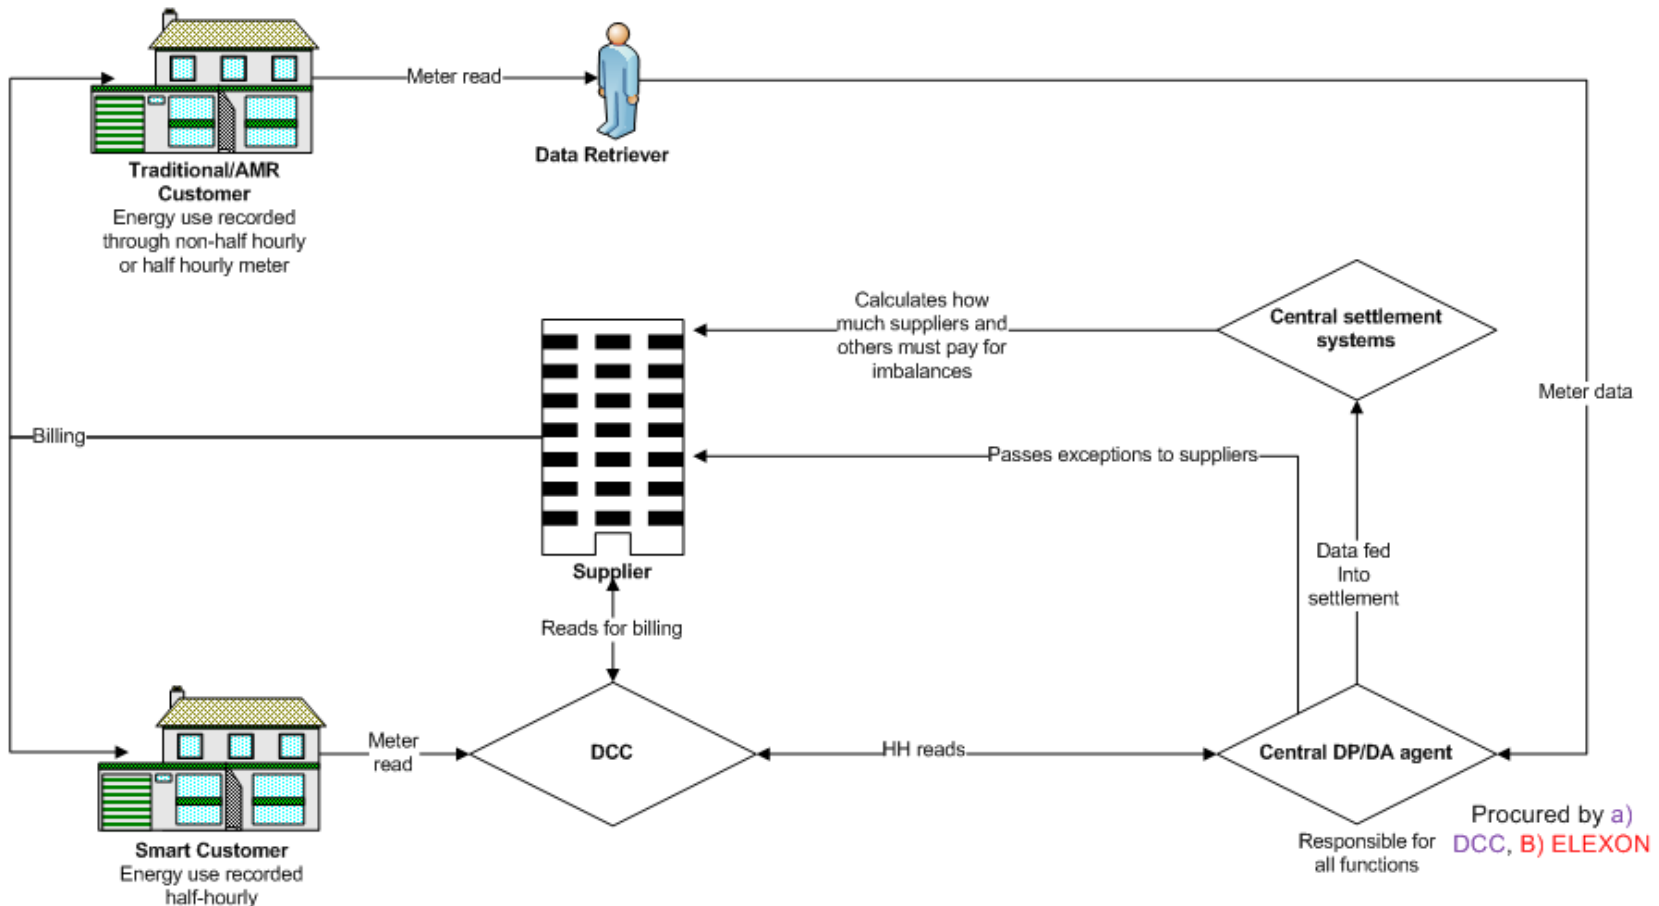 Meter read
Data Retriever
Traditional/AMR
Customer
Energy use recorded
through non-half hourly
or half hourly meter
Calculates how
much suppliers and
others must pay for
imbalances
Central settlement
systems
Meter data
Billing
Passes exceptions to suppliers
Data fed
Into
settlement
Supplier
Reads for billing
Meter
read
DCC
HH reads
Central DP/DA agent
Procured by a)
DCC, B) ELEXON
Responsible for
all functions
Smart Customer
Energy use recorded
half-hourly